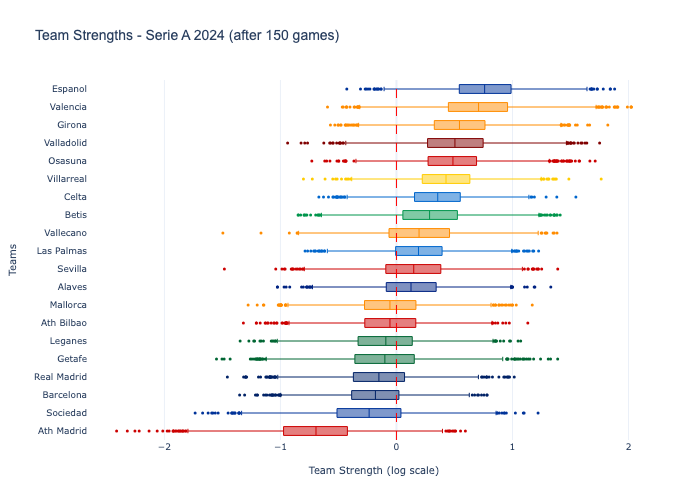 Team Strengths - Serie A 2024 (after 150 games)
Espanol
Valencia
Girona
Valladolid
Osasuna
Villarreal
Celta
Betis
Vallecano
Las Palmas
Sevilla
Alaves
Mallorca
Ath Bilbao
Leganes
Getafe
Real Madrid
Barcelona
Sociedad
Ath Madrid
Teams
−2 −1 0 1 2
Team Strength (log scale)